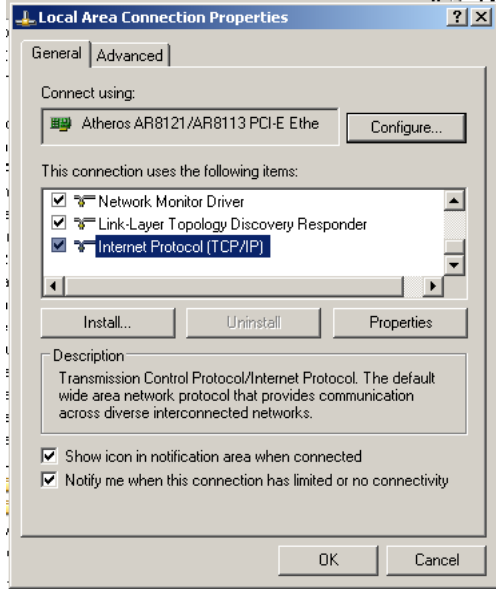 Local Area Connection Properties
General Advanced
Connect using:
Atheros AR8121/AR8113 PCI-E Ethe Configure...
This connection uses the following items:
Network Monitor Driver
Link-Layer Topology Discovery Responder
Internet Protocol (TCP/IP)
Install... Uninstall Properties
Description
Transmission Control Protocol/Internet Protocol. The default
wide area network protocol that provides communication
across diverse interconnected networks.
Show icon in notification area when connected
Notify me when this connection has limited or no connectivity
OK Cancel